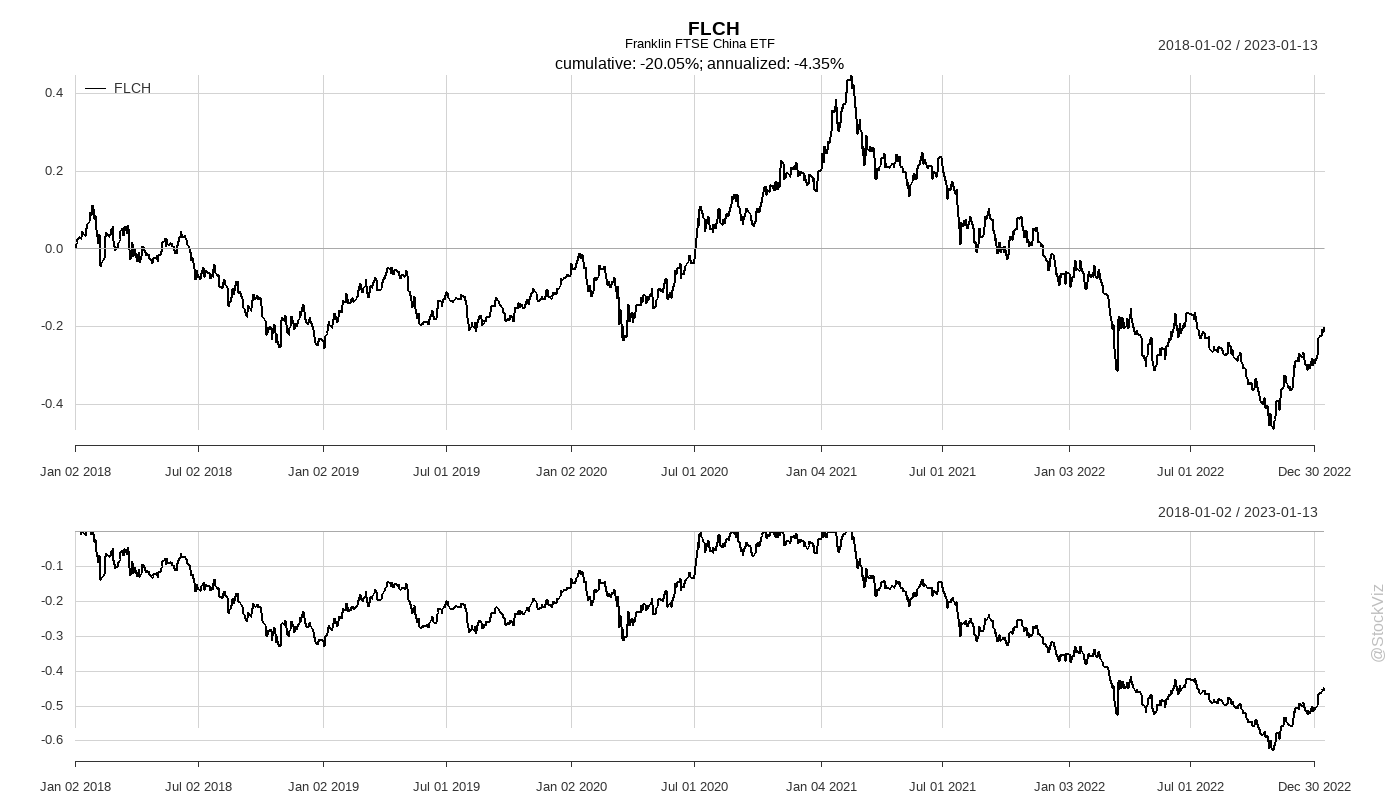 FLCH
Franklin FTSE China ETF
cumulative: -20.05%; annualized: -4.35%
2018-01-02 / 2023-01-13
FLCH
0.4
0.2
0.0
-0.2
-0.4
Jan 02 2018 Jul 02 2018 Jan 02 2019 Jul 01 2019 Jan 02 2020 Jul 01 2020 Jan 04 2021 Jul 01 2021 Jan 03 2022 Jul 01 2022 Dec 30 2022
2018-01-02 / 2023-01-13
-0.1
-0.2
-0.3
-0.4
-0.5
-0.6
Jan 02 2018 Jul 02 2018 Jan 02 2019 Jul 01 2019 Jan 02 2020 Jul 01 2020 Jan 04 2021 Jul 01 2021 Jan 03 2022 Jul 01 2022 Dec 30 2022
@StockViz